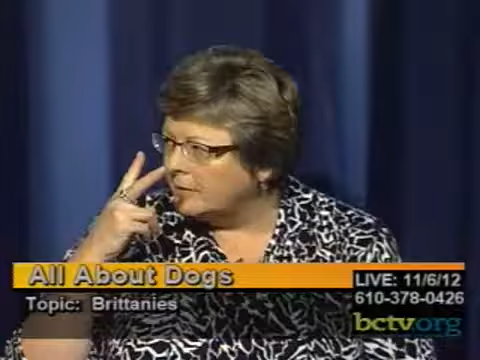 All About Dogs
Topic: Brittanies
LIVE: 11/6/12
610-378-0426
bctv.org